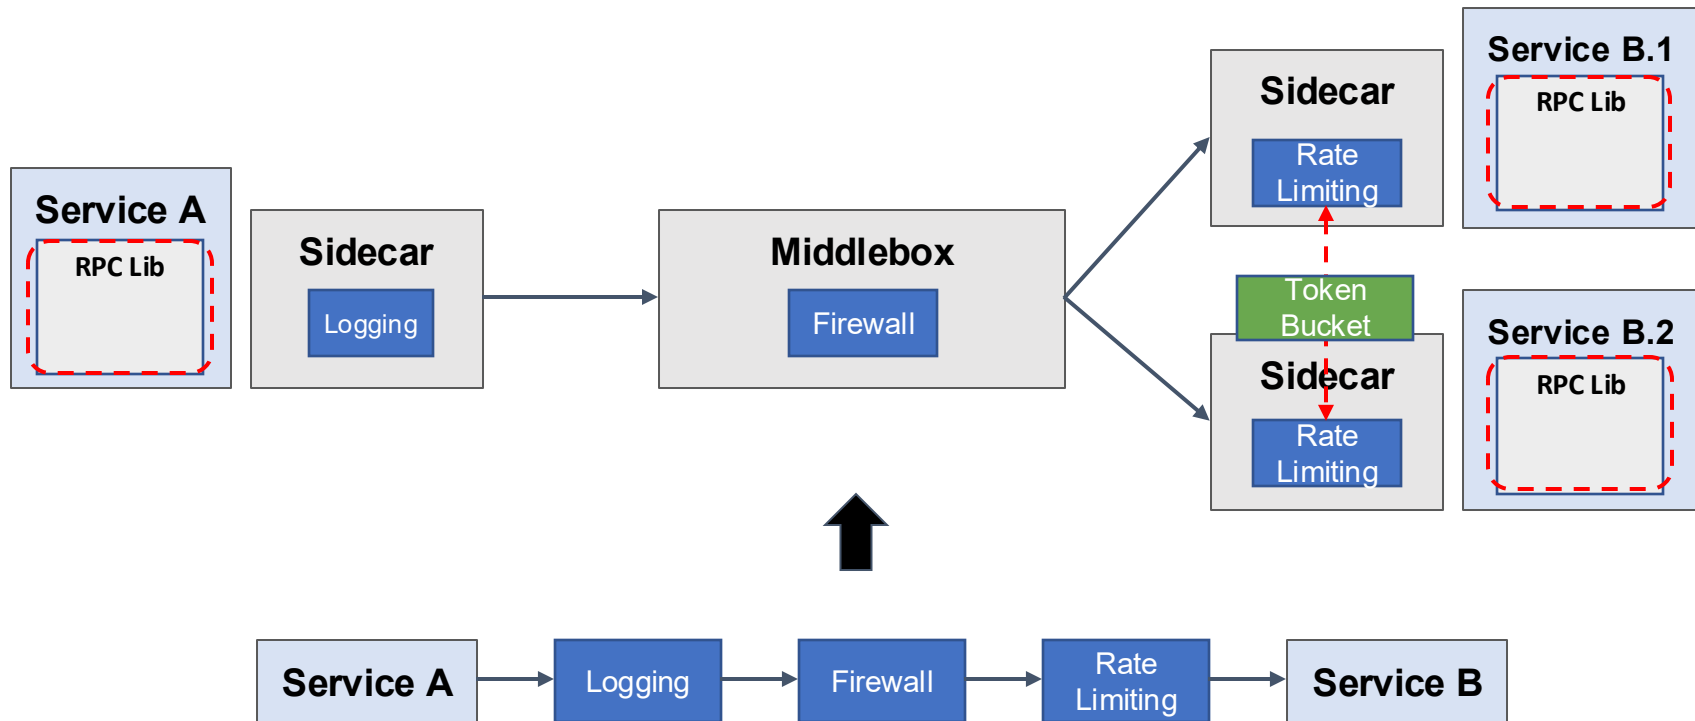 Service A
RPC Lib
Sidecar
Logging
Middlebox
Firewall
Sidecar
Rate
Limiting
Service B.1
RPC Lib
Token
Bucket
Sidecar
Rate
Limiting
Service B.2
RPC Lib
Service A
Logging
Firewall
Rate
Limiting
Service B